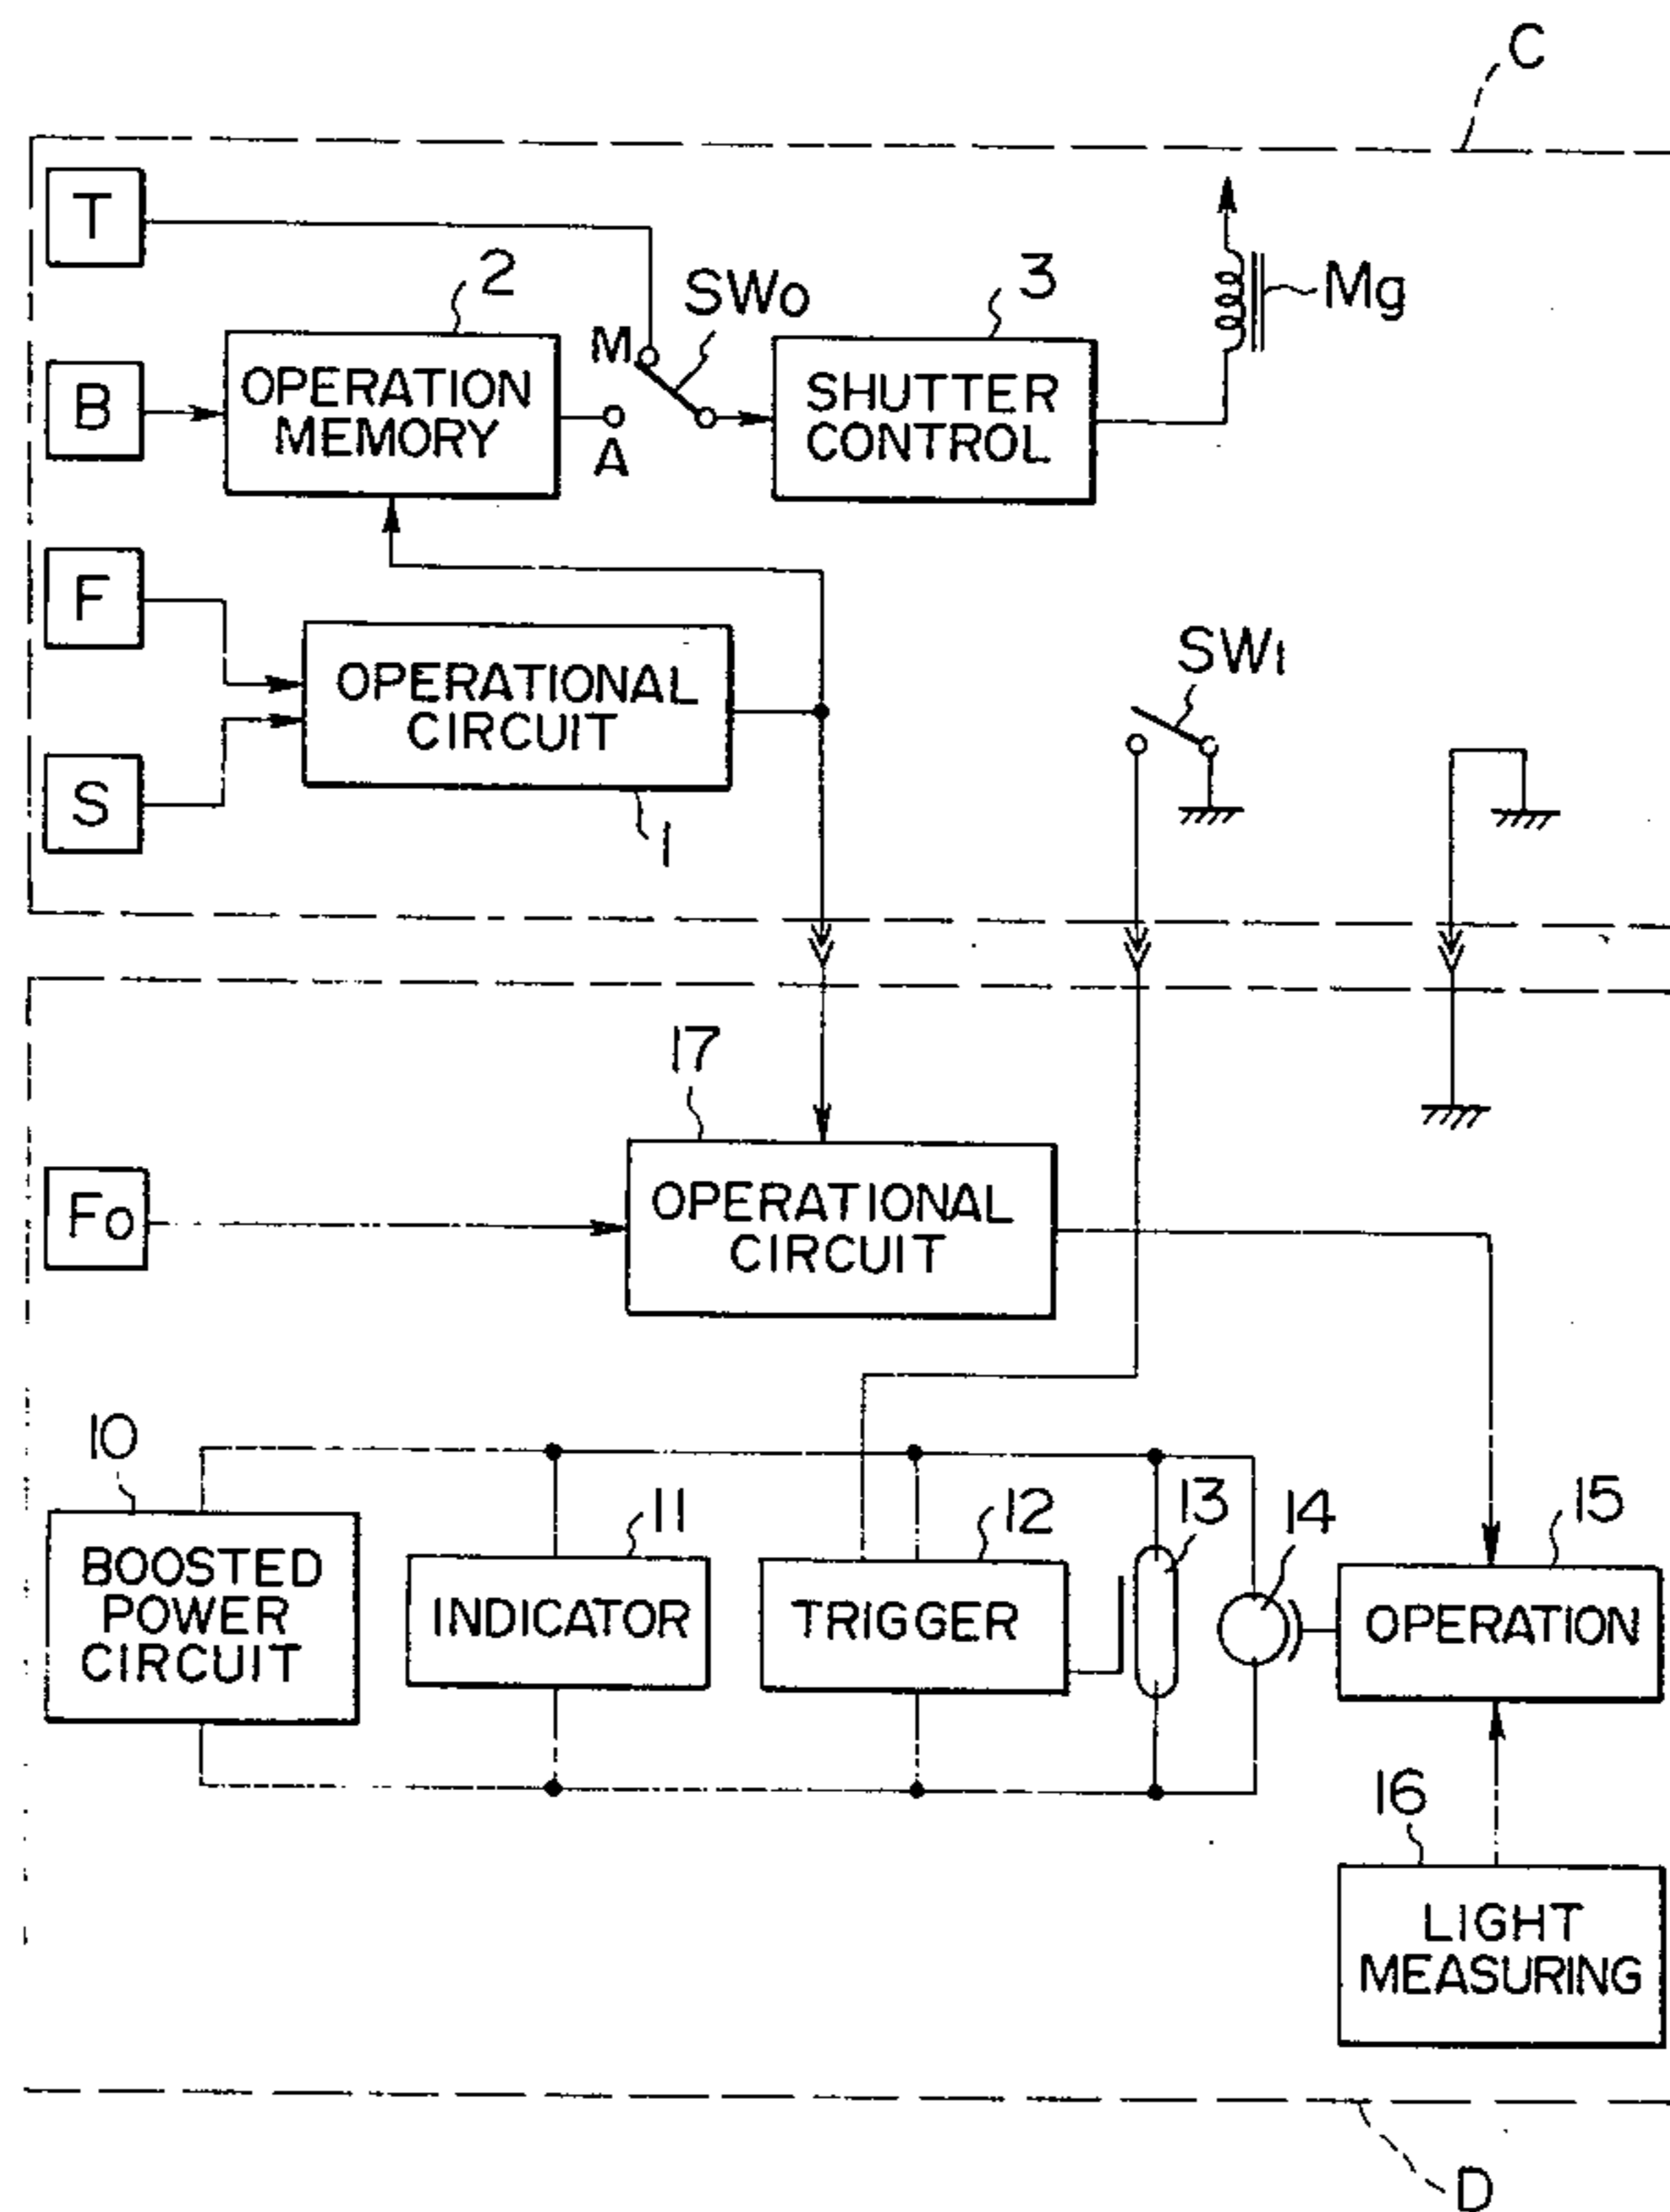 C
T
2
SWo
3
Mg
M
B
OPERATION
MEMORY
A
SHUTTER
CONTROL
F
OPERATIONAL
CIRCUIT
SW1
S
1
17
Fo
OPERATIONAL
CIRCUIT
10
11
12
13
14
15
BOOSTED
POWER
CIRCUIT
INDICATOR
TRIGGER
OPERATION
16
LIGHT
MEASURING
D